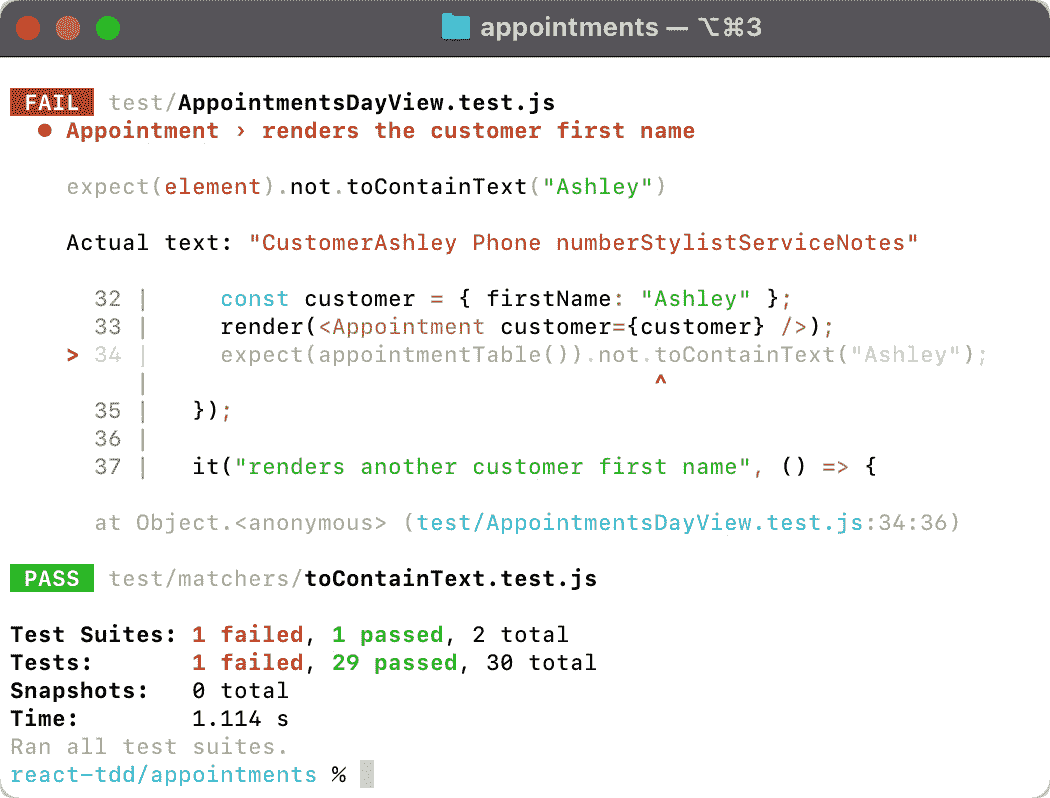 appointments — ⌥⌘3
FAIL test/AppointmentsDayView.test.js
● Appointment › renders the customer first name
expect(element).not.toContainText("Ashley")
Actual text: "CustomerAshley Phone numberStylistServiceNotes"
32 |     const customer = { firstName: "Ashley" };
33 |     render(<Appointment customer={customer} />);
> 34 |     expect(appointmentTable()).not.toContainText("Ashley");
|                                    ^
35 |   });
36 |
37 |   it("renders another customer first name", () => {
at Object.<anonymous> (test/AppointmentsDayView.test.js:34:36)
PASS test/matchers/toContainText.test.js
Test Suites: 1 failed, 1 passed, 2 total
Tests:       1 failed, 29 passed, 30 total
Snapshots:   0 total
Time:        1.114 s
Ran all test suites.
react-tdd/appointments %